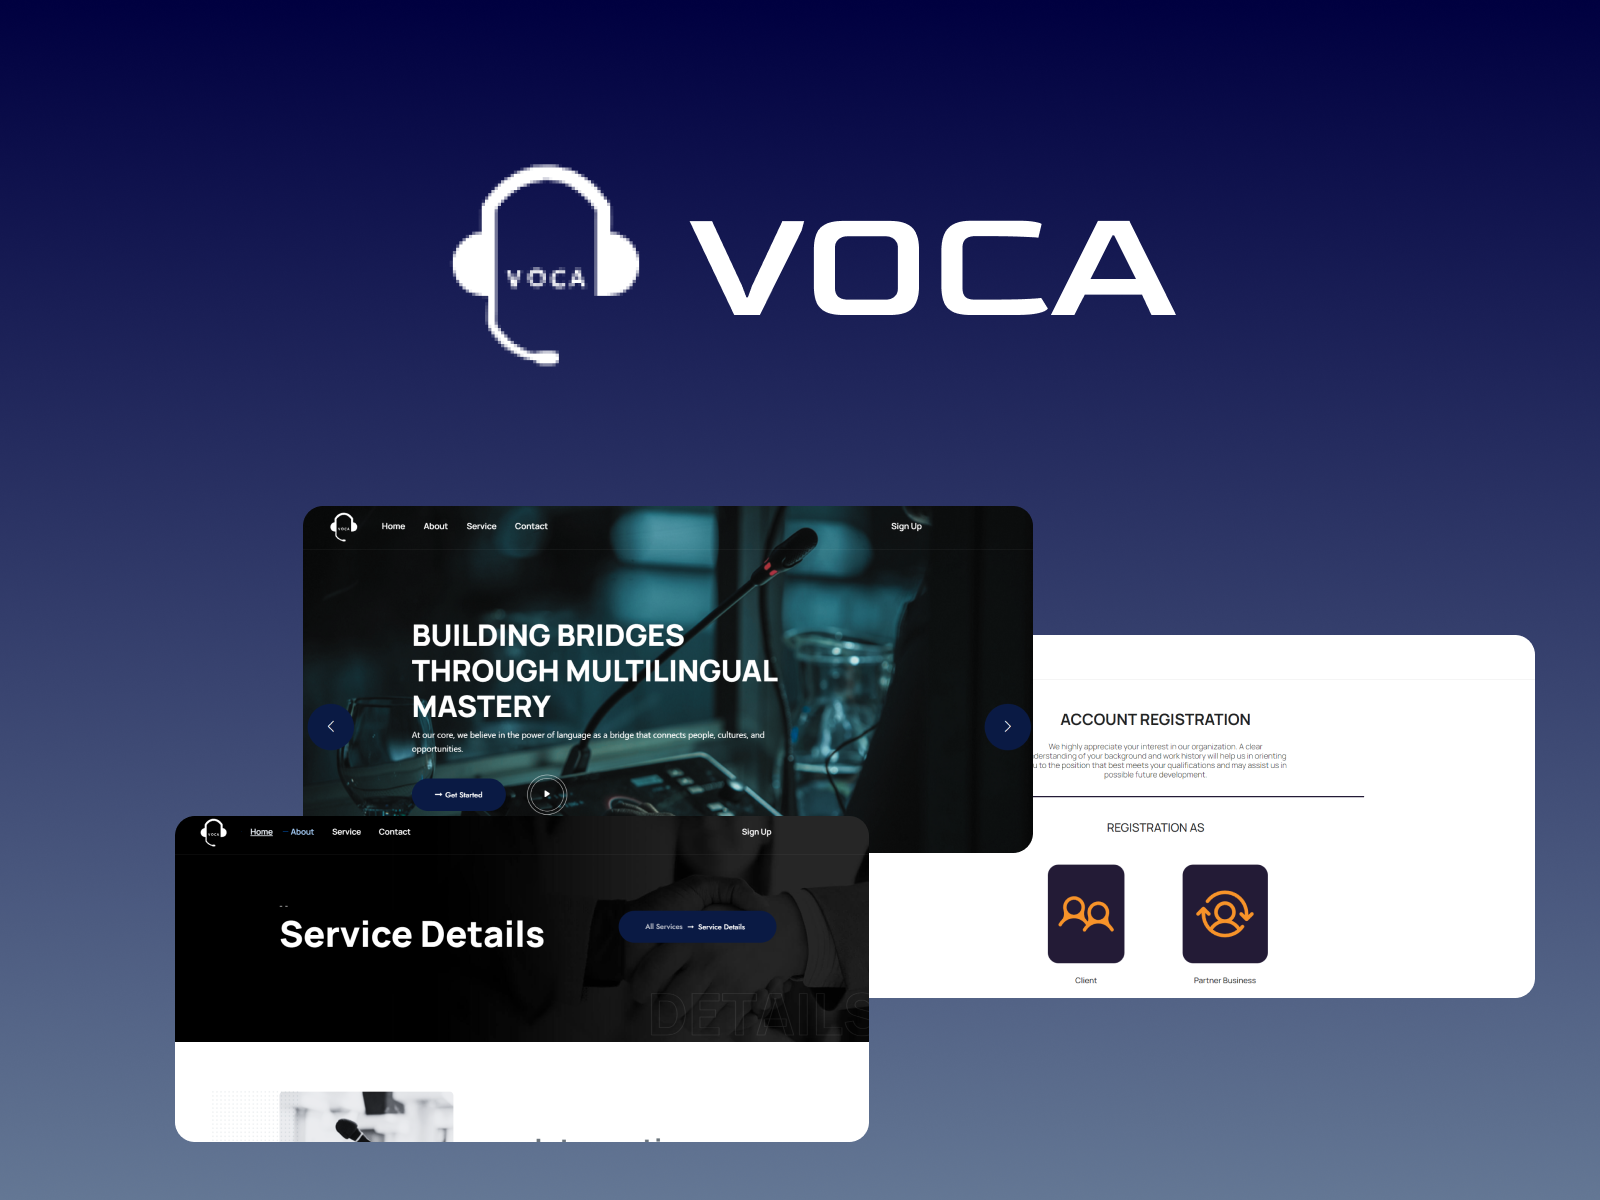 VOCA
VOCA
VOCA
Home About Service Contact Sign Up
BUILDING BRIDGES
THROUGH MULTILINGUAL
MASTERY
At our core, we believe in the power of language as a bridge that connects people, cultures, and
opportunities.
Get Started
ACCOUNT REGISTRATION
We highly appreciate your interest in our organization. A clear
of your background and work history will help us in orienting
to the position that best meets your qualifications and may assist us in
possible future development.
REGISTRATION AS
Client Partner Business
VOCA
Home About Service Contact Sign Up
Service Details
All Services → Service Details
DETAILS